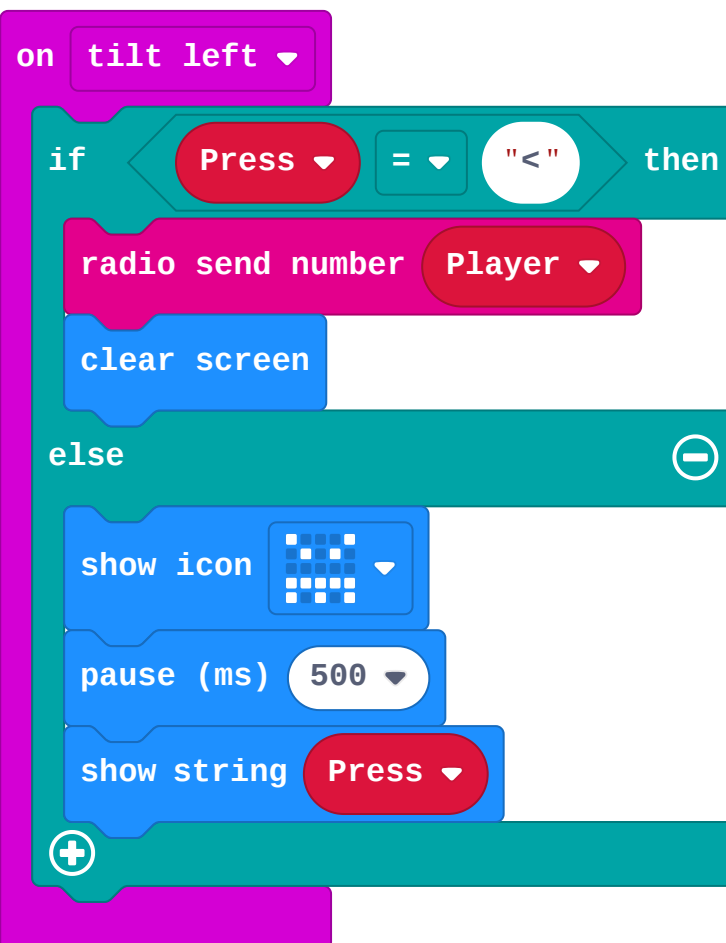 on tilt left
if Press = "<" then
radio send number Player
clear screen
else
show icon
pause (ms) 500
show string Press